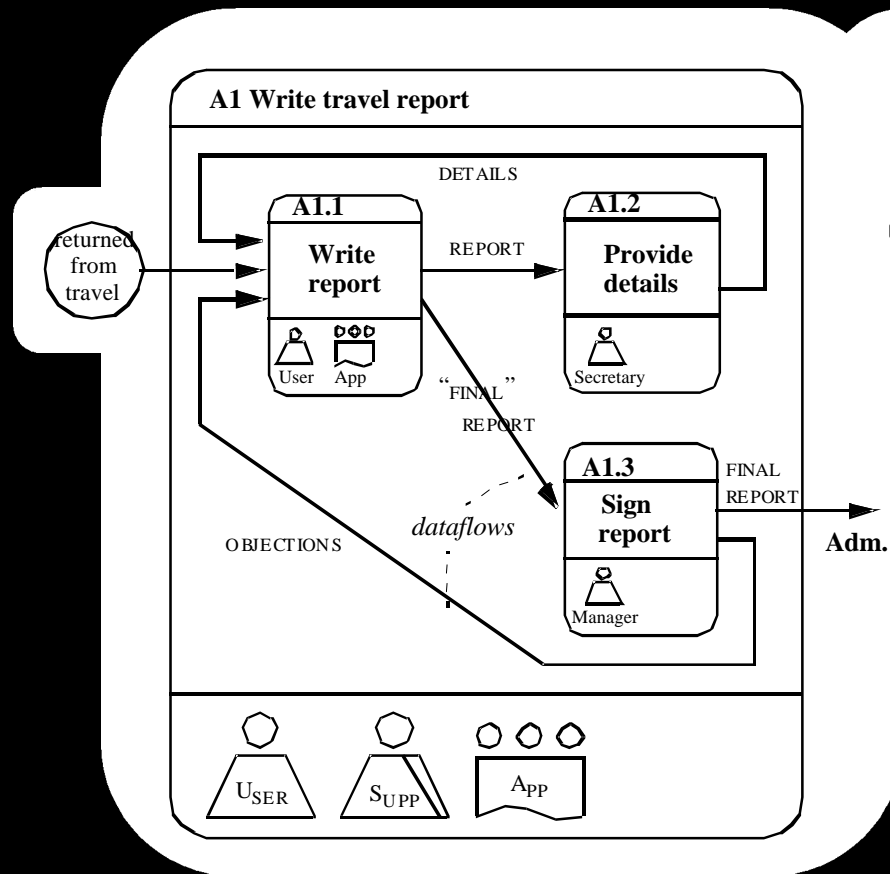 A1 Write travel report
DETAILS
returned
from
travel
A1.1
Write
report
User
App
REPORT
A1.2
Provide
details
Secretary
“FINAL”
REPORT
A1.3
Sign
report
Manager
FINAL
REPORT
Adm.
dataflows
OBJECTIONS
USER
SUPP
APP